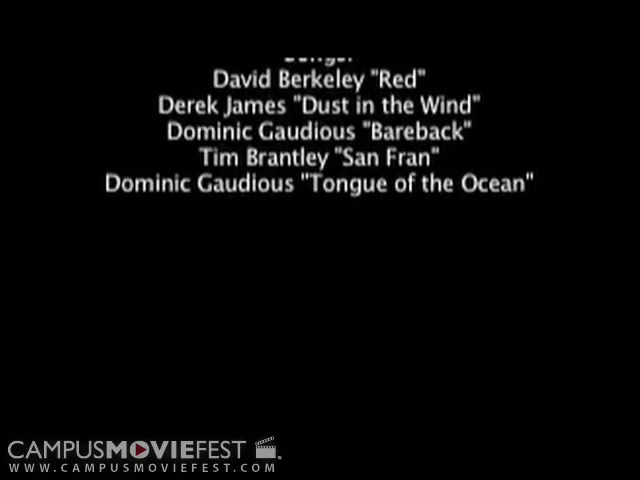 Songs:
David Berkeley "Red"
Derek James "Dust in the Wind"
Dominic Gaudious "Bareback"
Tim Brantley "San Fran"
Dominic Gaudious "Tongue of the Ocean"
CAMPUSMOVIEFEST
WWW.CAMPUSMOVIEFEST.COM